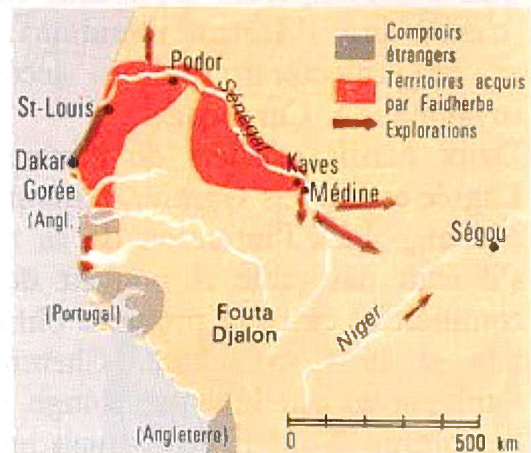 Comptoirs
étrangers
Territoires acquis
par Faidherbe
Explorations
Podor
St-Louis
Sénégal
Dakar
Gorée
(Angl.
Kayes
Médine
Ségou
(Portugal)
Fouta
Djalon
Niger
(Angleterre)
0 500 km